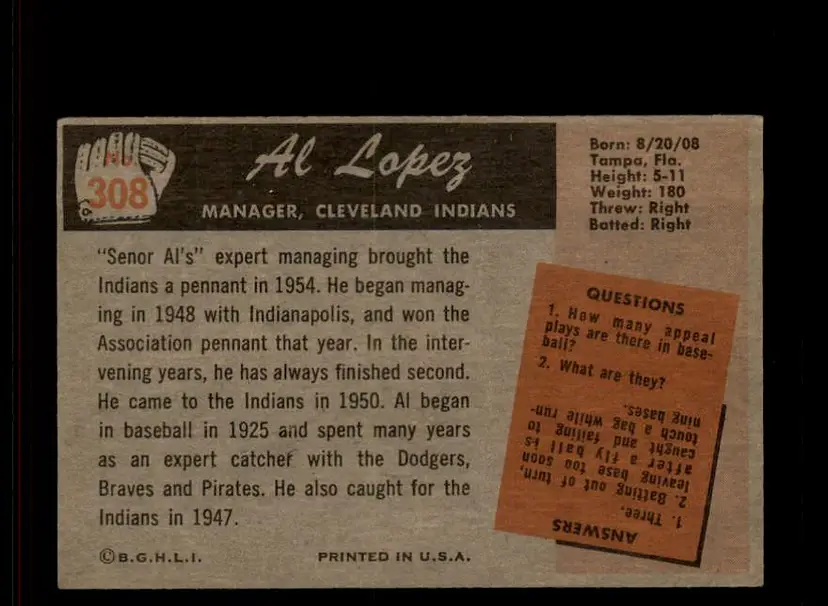 No.
308
Al Lopez
MANAGER, CLEVELAND INDIANS
Born: 8/20/08
Tampa, Fla.
Height: 5-11
Weight: 180
Threw: Right
Batted: Right
"Senor Al's" expert managing brought the
Indians a pennant in 1954. He began manag-
ing in 1948 with Indianapolis, and won the
Association pennant that year. In the inter-
vening years, he has always finished second.
He came to the Indians in 1950. Al began
in baseball in 1925 and spent many years
as an expert catcher with the Dodgers,
Braves and Pirates. He also caught for the
Indians in 1947.
QUESTIONS
1. How many appeal
plays are there in base-
ball?
2. What are they?
ANSWERS
1. Three.
2. Batting out of turn,
leaving base too soon
after a fly ball is
caught and failing to
touch a bag while run-
ning bases.
©B.G.H.L.I.
PRINTED IN U.S.A.